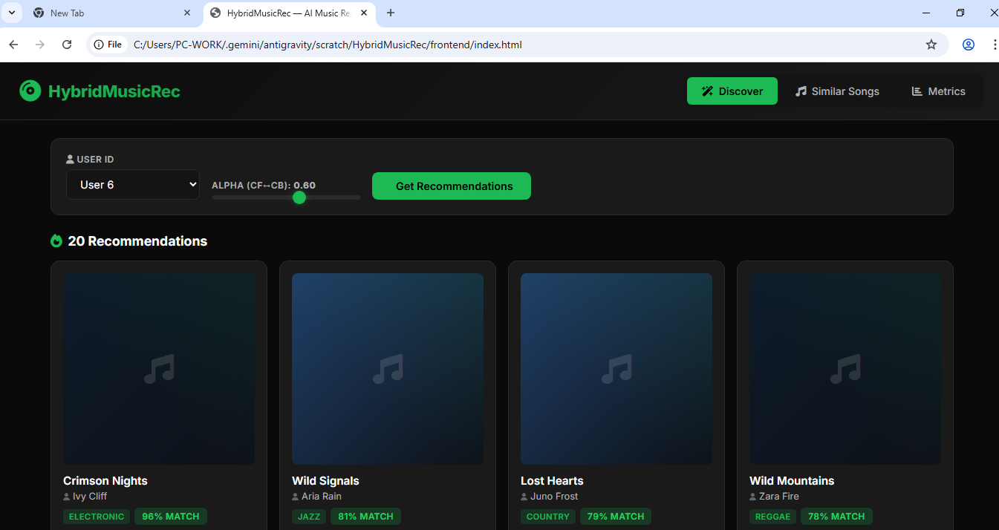 New Tab
HybridMusicRec — AI Music Re
File C:/Users/PC-WORK/.gemini/antigravity/scratch/HybridMusicRec/frontend/index.html
HybridMusicRec
Discover
Similar Songs
Metrics
USER ID
User 6
ALPHA (CF↔CB): 0.60
Get Recommendations
20 Recommendations
Crimson Nights
Ivy Cliff
ELECTRONIC 96% MATCH
Wild Signals
Aria Rain
JAZZ 81% MATCH
Lost Hearts
Juno Frost
COUNTRY 79% MATCH
Wild Mountains
Zara Fire
REGGAE 78% MATCH